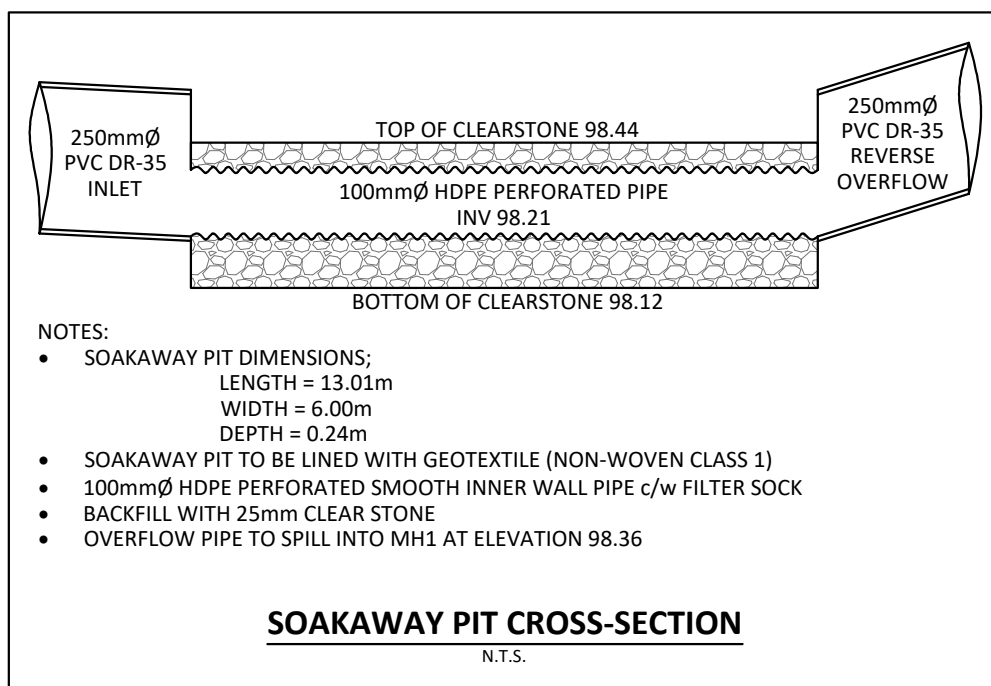 250mmØ
PVC DR-35
INLET
TOP OF CLEARSTONE 98.44
100mmØ HDPE PERFORATED PIPE
INV 98.21
250mmØ
PVC DR-35
REVERSE
OVERFLOW
BOTTOM OF CLEARSTONE 98.12
NOTES:
• SOAKAWAY PIT DIMENSIONS;
LENGTH = 13.01m
WIDTH = 6.00m
DEPTH = 0.24m
• SOAKAWAY PIT TO BE LINED WITH GEOTEXTILE (NON-WOVEN CLASS 1)
• 100mmØ HDPE PERFORATED SMOOTH INNER WALL PIPE c/w FILTER SOCK
• BACKFILL WITH 25mm CLEAR STONE
• OVERFLOW PIPE TO SPILL INTO MH1 AT ELEVATION 98.36
SOAKAWAY PIT CROSS-SECTION
N.T.S.